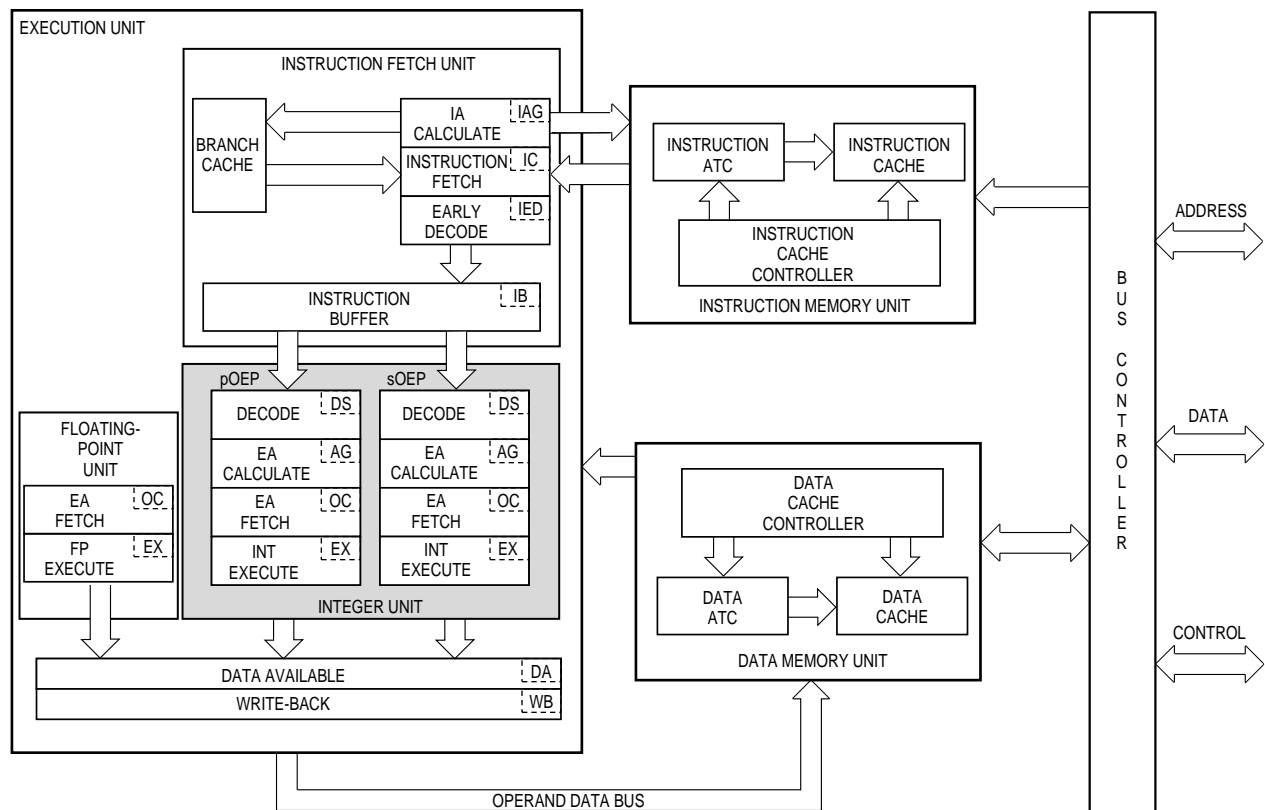 EXECUTION UNIT
INSTRUCTION FETCH UNIT
BRANCH
CACHE
IA
CALCULATE
IAG
INSTRUCTION
FETCH
IC
EARLY
DECODE
IED
INSTRUCTION
BUFFER
IB
pOEP
DECODE
DS
EA
CALCULATE
AG
EA
FETCH
OC
INT
EXECUTE
EX
sOEP
DECODE
DS
EA
CALCULATE
AG
EA
FETCH
OC
INT
EXECUTE
EX
INTEGER UNIT
FLOATING-
POINT
UNIT
EA
FETCH
OC
FP
EXECUTE
EX
DATA AVAILABLE
DA
WRITE-BACK
WB
INSTRUCTION
ATC
INSTRUCTION
CACHE
INSTRUCTION
CACHE
CONTROLLER
INSTRUCTION MEMORY UNIT
DATA
CACHE
CONTROLLER
DATA
ATC
DATA
CACHE
DATA MEMORY UNIT
OPERAND DATA BUS
BUS CONTROLLER
ADDRESS
DATA
CONTROL